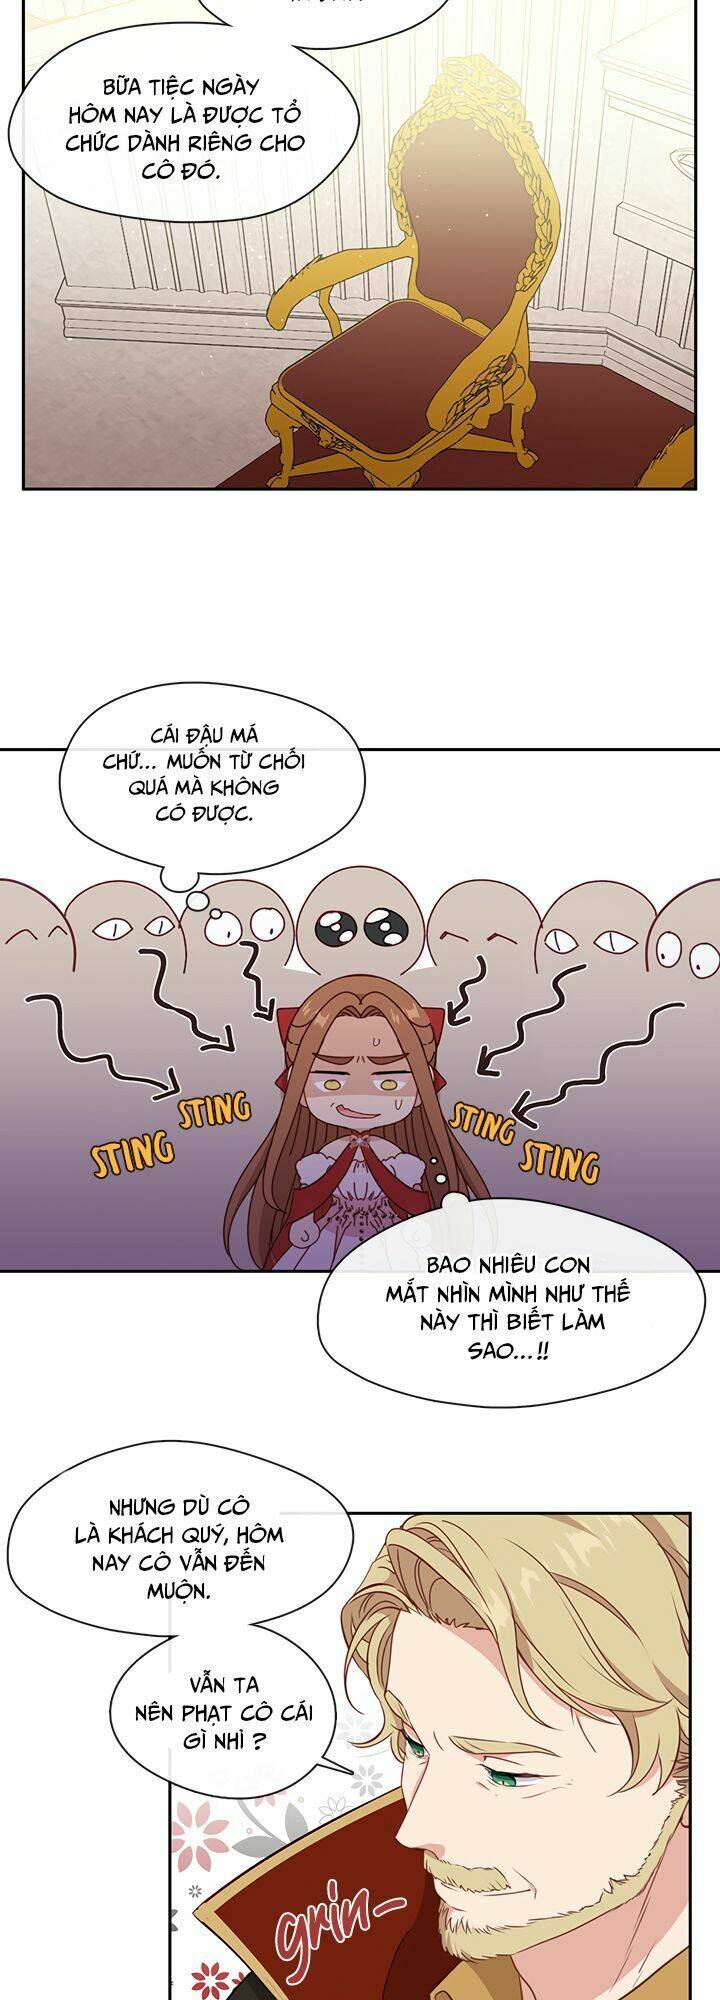 BỮA TIỆC NGÀY
HÔM NAY LÀ ĐƯỢC TỔ
CHỨC DÀNH RIÊNG CHO
CÔ ĐÓ.
CÁI ĐẬU MÁ
CHỨ... MUỐN TỪ CHỐI
QUÁ MÀ KHÔNG
CÓ ĐƯỢC.
STING
STING
STING
STING
BAO NHIÊU CON
MẮT NHÌN MÌNH NHƯ THẾ
NÀY THÌ BIẾT LÀM
SAO...!!
NHƯNG DÙ CÔ
LÀ KHÁCH QUÝ, HÔM
NAY CÔ VẪN ĐẾN
MUỘN.
VẪN TA
NÊN PHẠT CÔ CÁI
GÌ NHỈ?
grin-